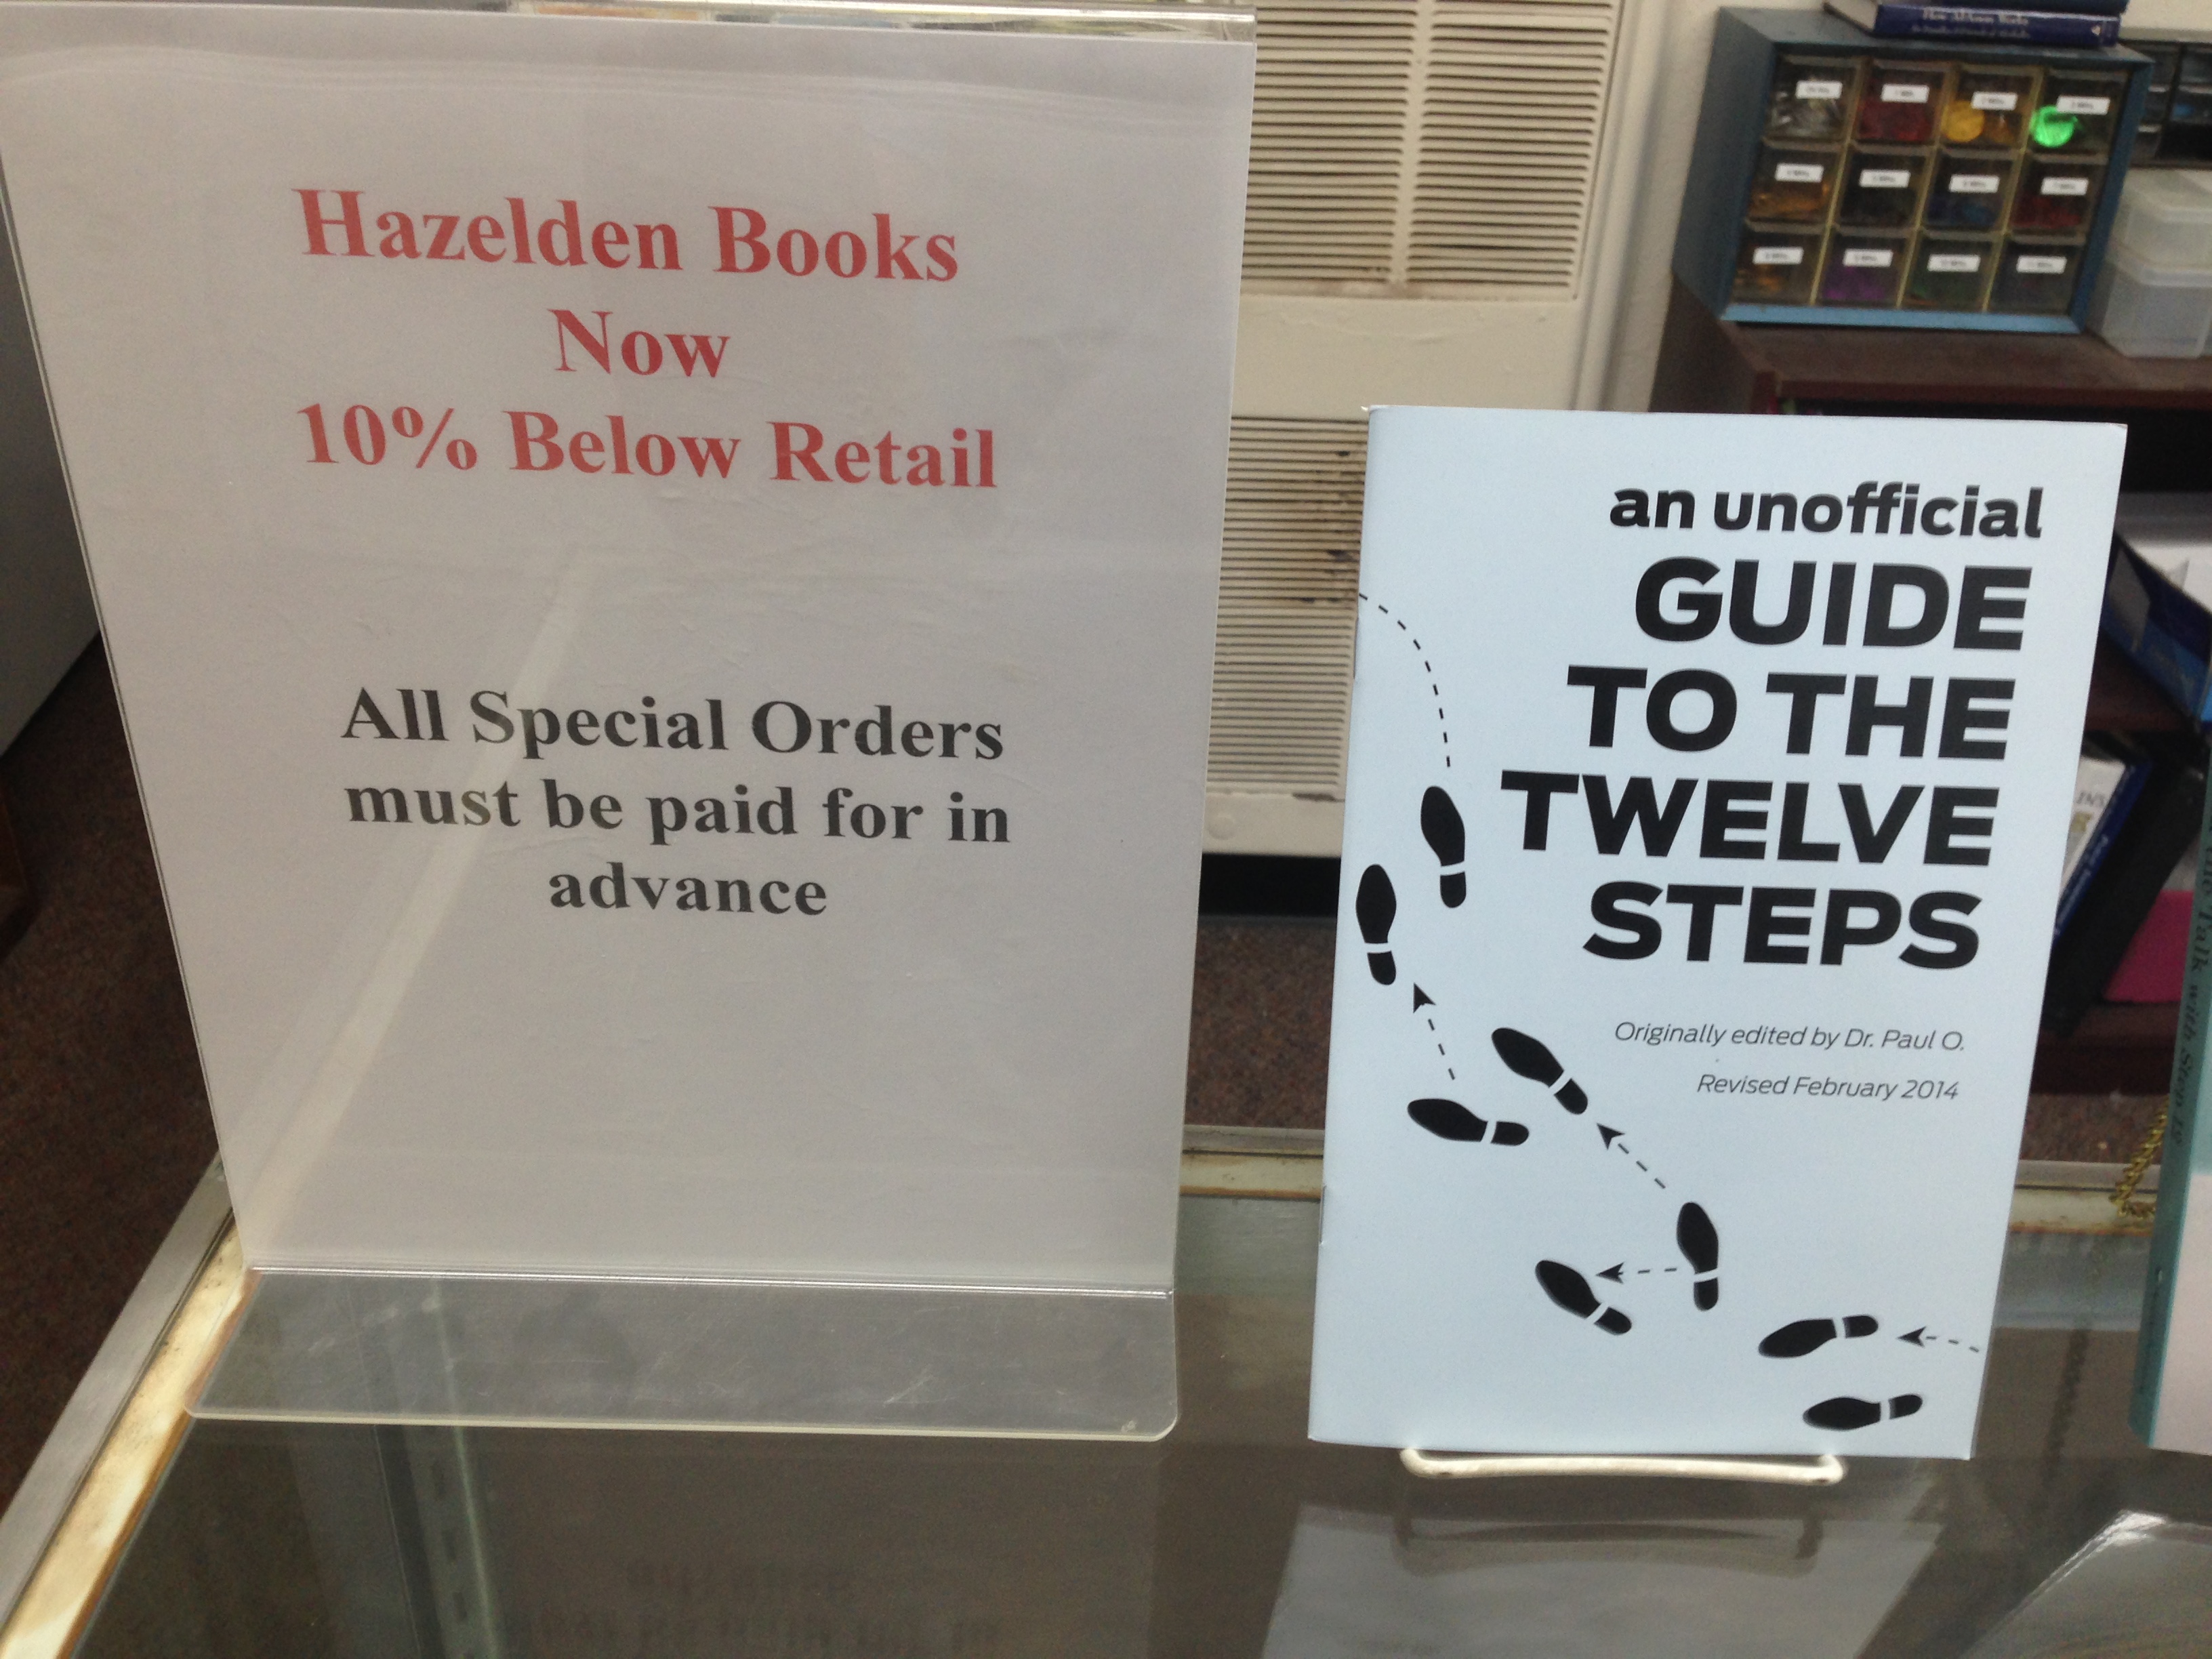 Hazelden Books
Now
10% Below Retail
All Special Orders
must be paid for in
advance
an unofficial
GUIDE
TO THE
TWELVE
STEPS
Originally edited by Dr. Paul O.
Revised February 2014